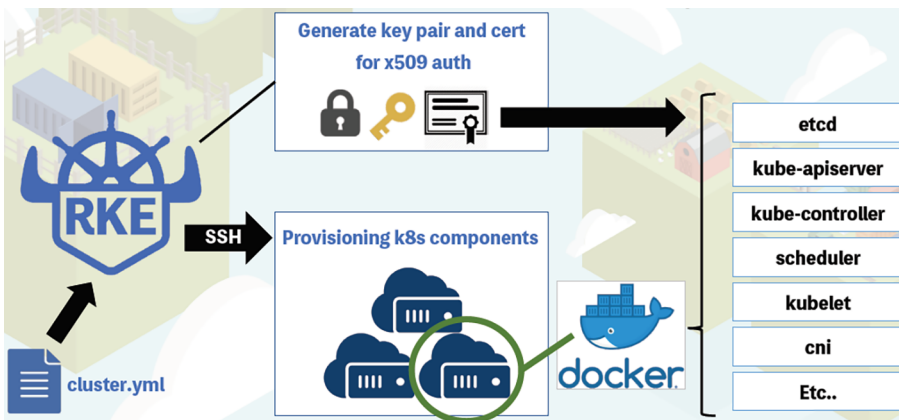 Generate key pair and cert
for x509 auth
RKE
SSH
Provisioning k8s components
cluster.yml
docker
etcd
kube-apiserver
kube-controller
scheduler
kubelet
cni
Etc..